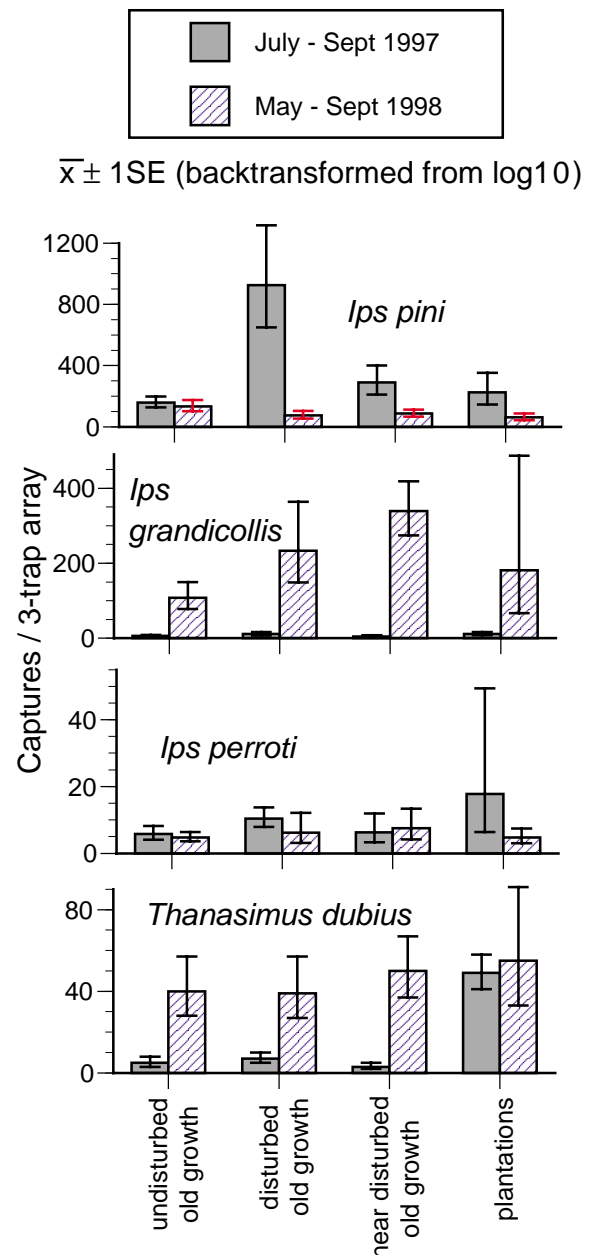 July - Sept 1997
May - Sept 1998
x̅ ± 1SE (backtransformed from log10)
Captures / 3-trap array
1200
800
400
0
Ips pini
400
200
0
Ips
grandicollis
40
20
0
Ips perroti
80
40
0
Thanasimus dubius
undisturbed
old growth
disturbed
old growth
near disturbed
old growth
plantations